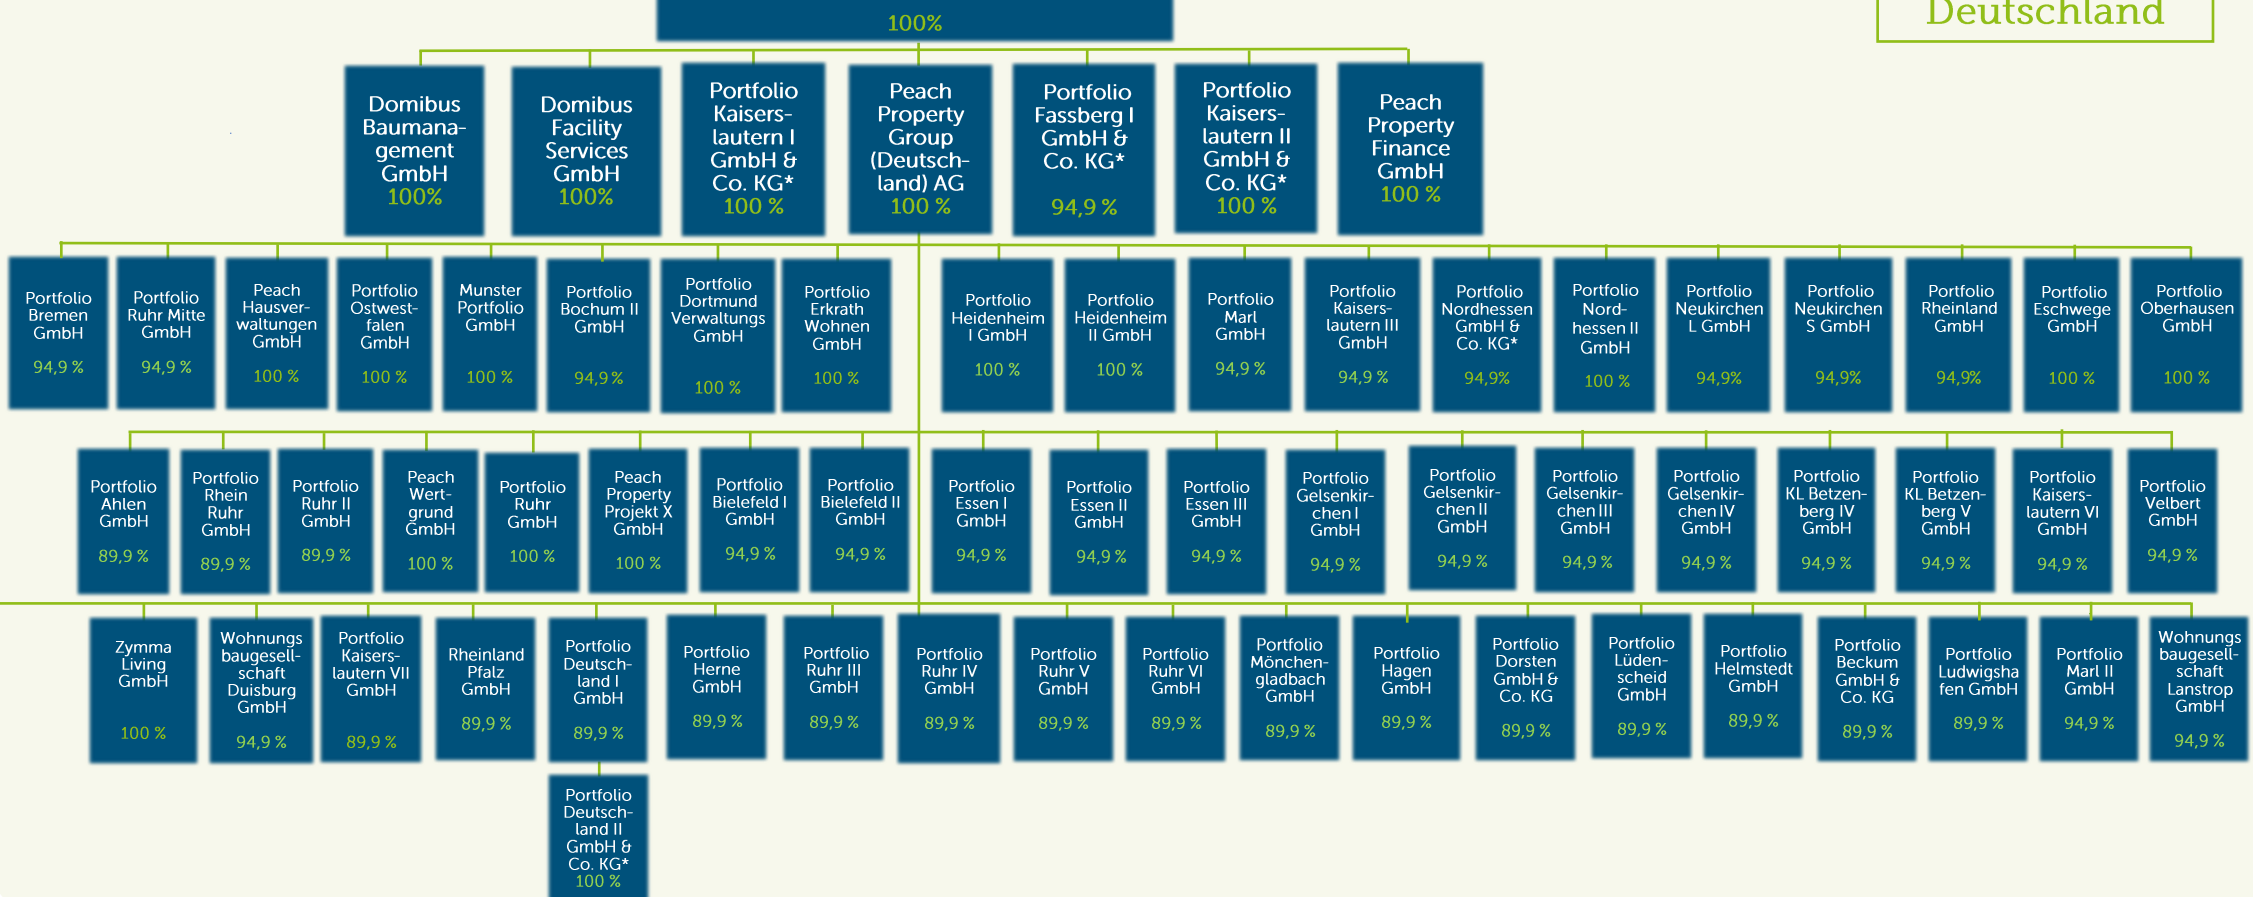 100%
Deutschland
Domibus
Baumana-
gement
GmbH
100%
Domibus
Facility
Services
GmbH
100%
Portfolio
Kaisers-
lautern I
GmbH &
Co. KG*
100 %
Peach
Property
Group
(Deutsch-
land) AG
100 %
Portfolio
Fassberg I
GmbH &
Co. KG*
94,9 %
Portfolio
Kaisers-
lautern II
GmbH &
Co. KG*
100 %
Peach
Property
Finance
GmbH
100 %
Portfolio
Bremen
GmbH
94,9 %
Portfolio
Ruhr Mitte
GmbH
94,9 %
Peach
Hausver-
waltungen
GmbH
100 %
Portfolio
Ostwest-
falen
GmbH
100 %
Munster
Portfolio
GmbH
100 %
Portfolio
Bochum II
GmbH
94,9 %
Portfolio
Dortmund
Verwaltungs
GmbH
100 %
Portfolio
Erkrath
Wohnen
GmbH
100 %
Portfolio
Heidenheim
I GmbH
100 %
Portfolio
Heidenheim
II GmbH
100 %
Portfolio
Marl
GmbH
94,9 %
Portfolio
Kaisers-
lautern III
GmbH
94,9 %
Portfolio
Nordhessen
GmbH &
Co. KG*
94,9%
Portfolio
Nord-
hessen II
GmbH
100 %
Portfolio
Neukirchen
L GmbH
94,9%
Portfolio
Neukirchen
S GmbH
94,9%
Portfolio
Rheinland
GmbH
94,9%
Portfolio
Eschwege
GmbH
100 %
Portfolio
Oberhausen
GmbH
100 %
Portfolio
Ahlen
GmbH
89,9 %
Portfolio
Rhein
Ruhr
GmbH
89,9 %
Portfolio
Ruhr II
GmbH
89,9 %
Peach
Wert-
grund
GmbH
100 %
Portfolio
Ruhr
GmbH
100 %
Peach
Property
Projekt X
GmbH
100 %
Portfolio
Bielefeld I
GmbH
94,9 %
Portfolio
Bielefeld II
GmbH
94,9 %
Portfolio
Essen I
GmbH
94,9 %
Portfolio
Essen II
GmbH
94,9 %
Portfolio
Essen III
GmbH
94,9 %
Portfolio
Gelsenkir-
chen I
GmbH
94,9 %
Portfolio
Gelsenkir-
chen II
GmbH
94,9 %
Portfolio
Gelsenkir-
chen III
GmbH
94,9 %
Portfolio
Gelsenkir-
chen IV
GmbH
94,9 %
Portfolio
KL Betzen-
berg IV
GmbH
94,9 %
Portfolio
KL Betzen-
berg V
GmbH
94,9 %
Portfolio
Kaisers-
lautern VI
GmbH
94,9 %
Portfolio
Velbert
GmbH
94,9 %
Zymma
Living
GmbH
100 %
Wohnungs
baugesell-
schaft
Duisburg
GmbH
94,9 %
Portfolio
Kaisers-
lautern VII
GmbH
89,9 %
Rheinland
Pfalz
GmbH
89,9 %
Portfolio
Deutsch-
land I
GmbH
89,9 %
Portfolio
Herne
GmbH
89,9 %
Portfolio
Ruhr III
GmbH
89,9 %
Portfolio
Ruhr IV
GmbH
89,9 %
Portfolio
Ruhr V
GmbH
89,9 %
Portfolio
Ruhr VI
GmbH
89,9 %
Portfolio
Mönchen-
gladbach
GmbH
89,9 %
Portfolio
Hagen
GmbH
89,9 %
Portfolio
Dorsten
GmbH &
Co. KG
89,9 %
Portfolio
Lüden-
scheid
GmbH
89,9 %
Portfolio
Helmstedt
GmbH
89,9 %
Portfolio
Beckum
GmbH &
Co. KG
89,9 %
Portfolio
Ludwigsha
fen GmbH
89,9 %
Portfolio
Marl II
GmbH
94,9 %
Wohnungs
baugesell-
schaft
Lanstrop
GmbH
94,9 %
Portfolio
Deutsch-
land II
GmbH &
Co. KG*
100 %